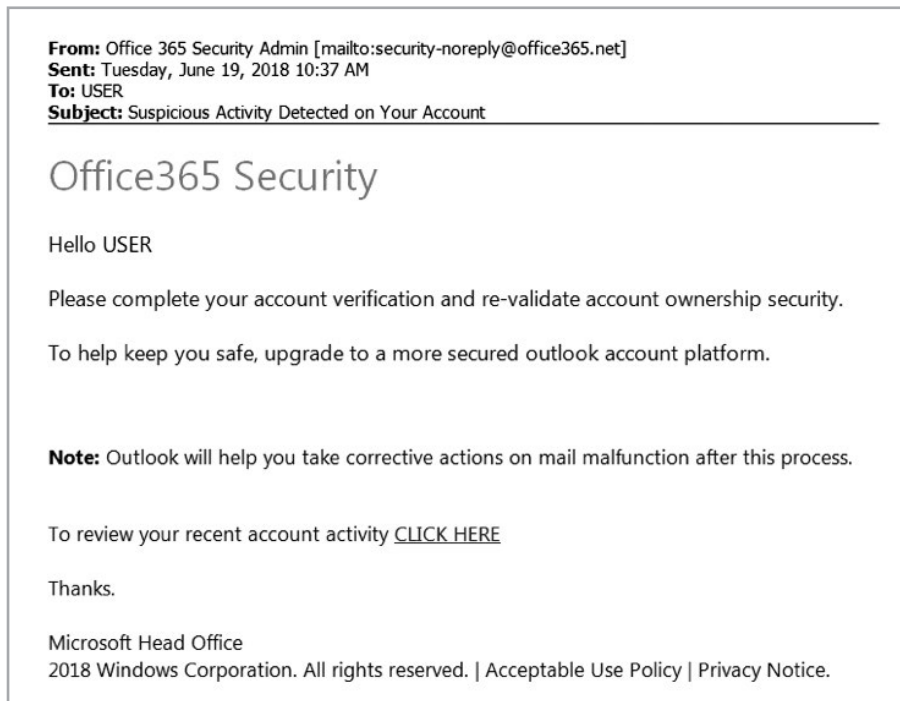 From: Office 365 Security Admin [mailto:security-noreply@office365.net]
Sent: Tuesday, June 19, 2018 10:37 AM
To: USER
Subject: Suspicious Activity Detected on Your Account
Office365 Security
Hello USER
Please complete your account verification and re-validate account ownership security.
To help keep you safe, upgrade to a more secured outlook account platform.
Note: Outlook will help you take corrective actions on mail malfunction after this process.
To review your recent account activity CLICK HERE
Thanks.
Microsoft Head Office
2018 Windows Corporation. All rights reserved. | Acceptable Use Policy | Privacy Notice.